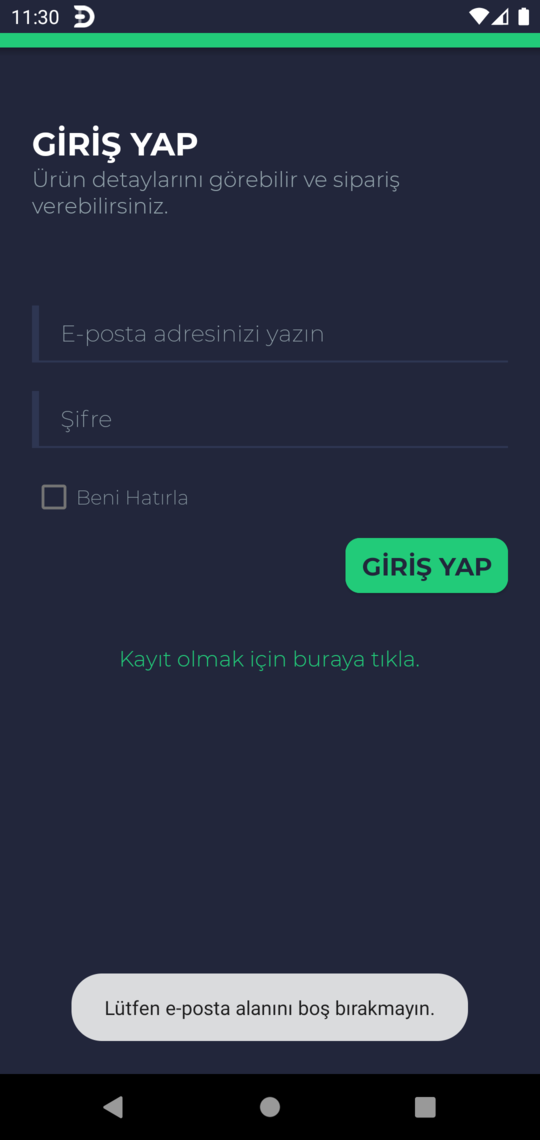 11:30
GİRİŞ YAP
Ürün detaylarını görebilir ve sipariş
verebilirsiniz.
E-posta adresinizi yazın
Şifre
Beni Hatırla
GİRİŞ YAP
Kayıt olmak için buraya tıkla.
Lütfen e-posta alanını boş bırakmayın.